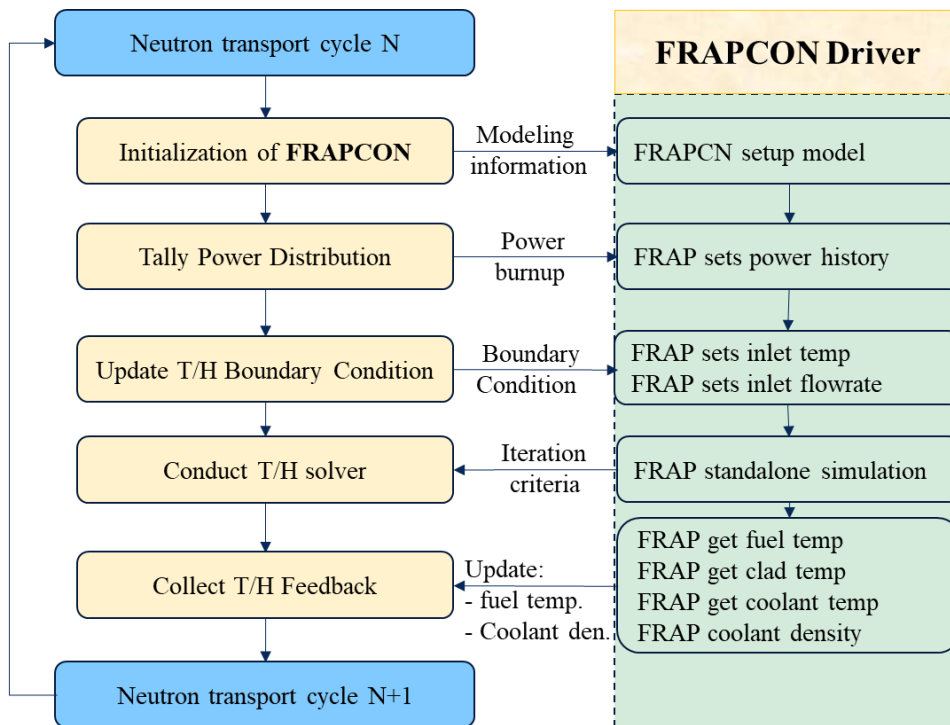 Neutron transport cycle N
FRAPCON Driver
Initialization of FRAPCON
Modeling
information
FRAPCN setup model
Tally Power Distribution
Power
burnup
FRAP sets power history
Update T/H Boundary Condition
Boundary
Condition
FRAP sets inlet temp
FRAP sets inlet flowrate
Conduct T/H solver
Iteration
criteria
FRAP standalone simulation
Collect T/H Feedback
Update:
- fuel temp.
- Coolant den.
FRAP get fuel temp
FRAP get clad temp
FRAP get coolant temp
FRAP coolant density
Neutron transport cycle N+1